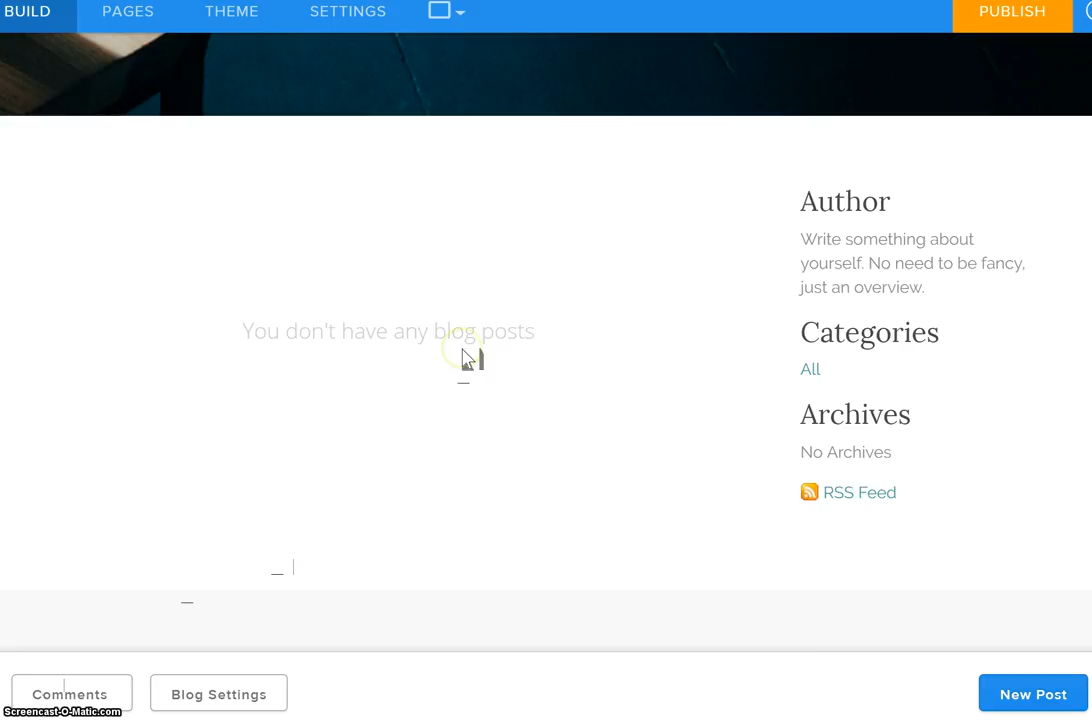 BUILD PAGES THEME SETTINGS PUBLISH
You don't have any blog posts
Author
Write something about
yourself. No need to be fancy,
just an overview.
Categories
All
Archives
No Archives
RSS Feed
Comments Blog Settings New Post
Screencast-O-Matic.com